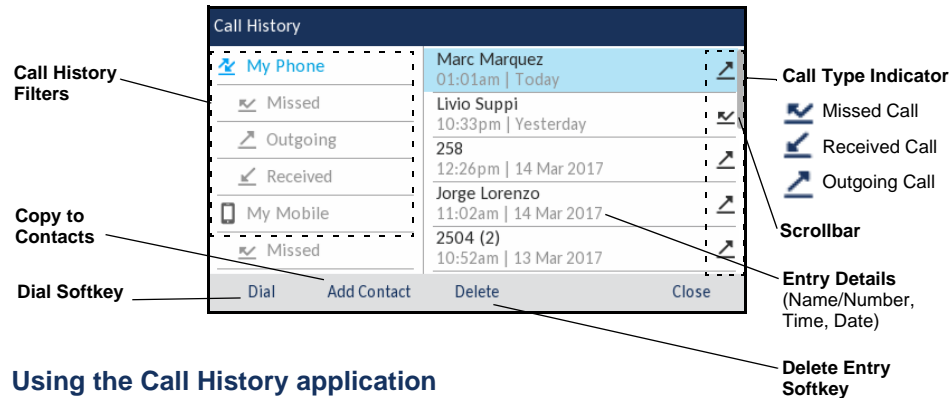 Call History
Call History
Filters
Copy to
Contacts
Dial Softkey
My Phone
Missed
Outgoing
Received
My Mobile
Missed
Marc Marquez
01:01am | Today
Livio Suppi
10:33pm | Yesterday
258
12:26pm | 14 Mar 2017
Jorge Lorenzo
11:02am | 14 Mar 2017
2504 (2)
10:52am | 13 Mar 2017
Dial Add Contact Delete Close
Call Type Indicator
Missed Call
Received Call
Outgoing Call
Scrollbar
Entry Details
(Name/Number,
Time, Date)
Delete Entry
Softkey
Using the Call History application